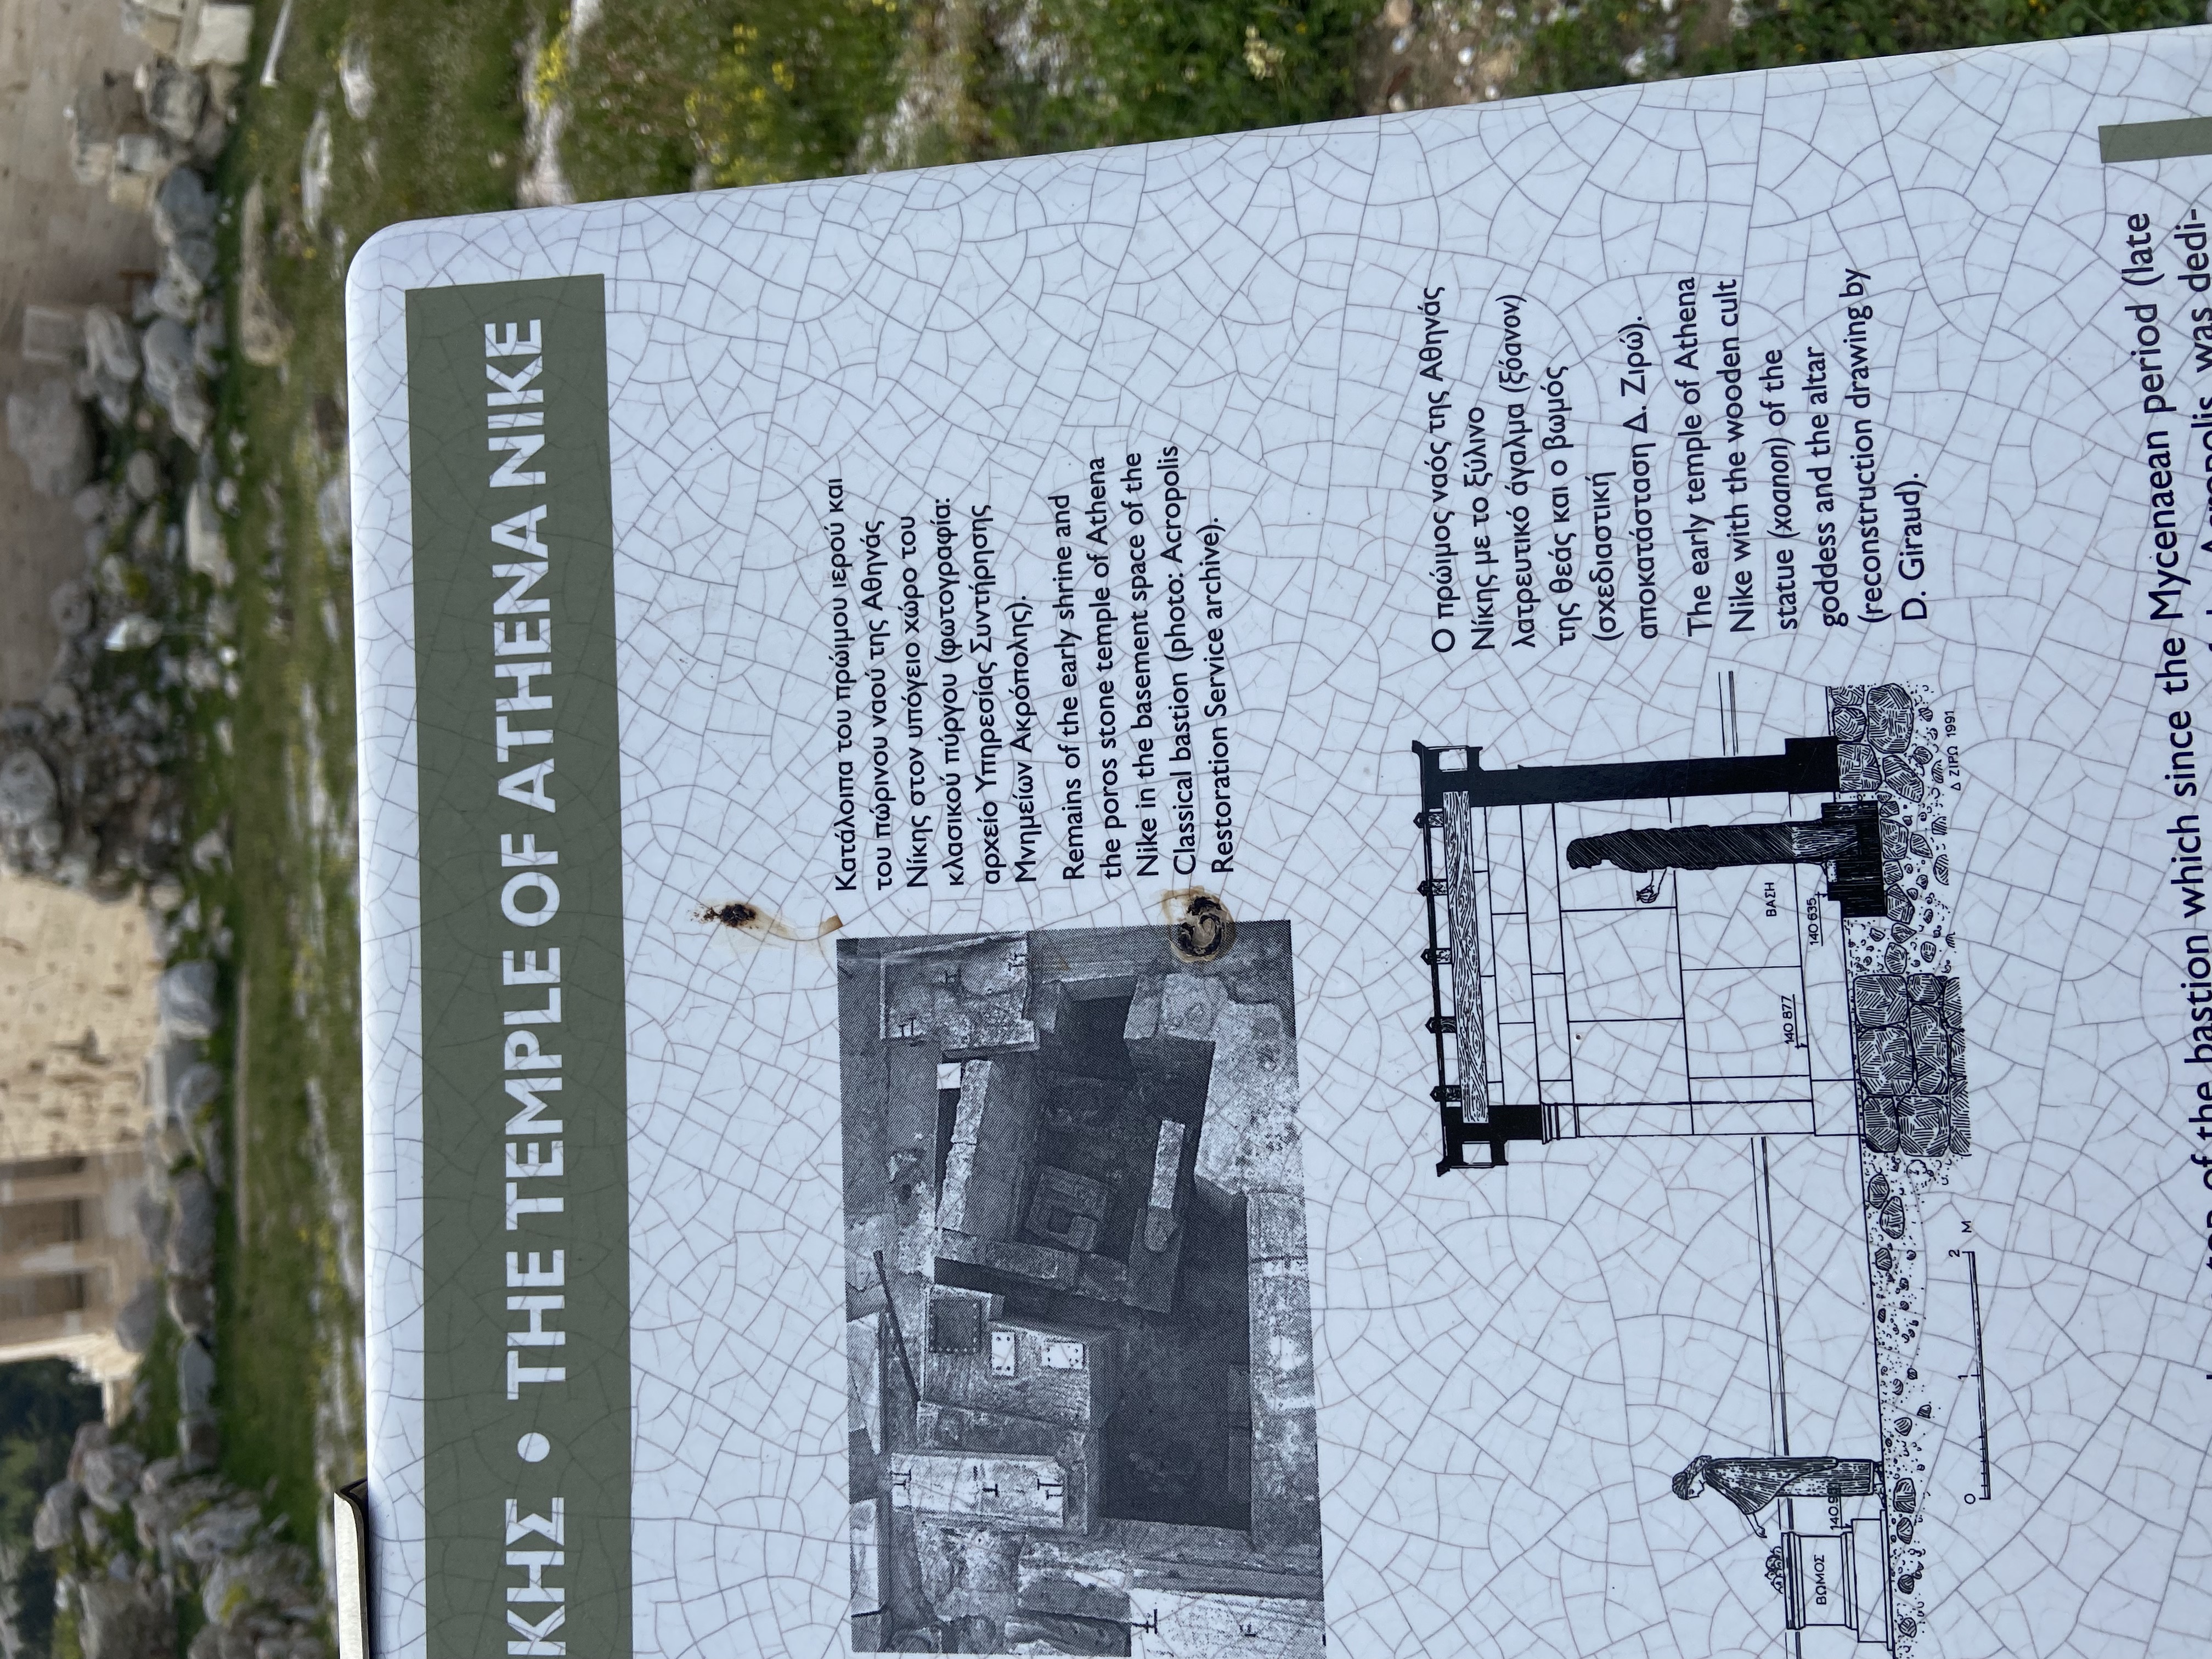 ΚΗΣ • THE TEMPLE OF ATHENA NIKE
Κατάλοιπα του πρώιμου ιερού και
του πώρινου ναού της Αθηνάς
Νίκης στον υπόγειο χώρο του
κλασικού πύργου (φωτογραφία:
αρχείο Υπηρεσίας Συντήρησης
Μνημείων Ακρόπολης).
Remains of the early shrine and
the poros stone temple of Athena
Nike in the basement space of the
Classical bastion (photo: Acropolis
Restoration Service archive).
Ο πρώιμος ναός της Αθηνάς
Νίκης με το ξύλινο
λατρευτικό άγαλμα (ξόανον)
της θεάς και ο βωμός
(σχεδιαστική
αποκατάσταση Δ. Ζιρώ).
The early temple of Athena
Nike with the wooden cult
statue (xoanon) of the
goddess and the altar
(reconstruction drawing by
D. Giraud).
ΒΑΣΗ
140 877
140 635
ΒΩΜΟΣ
Δ ΖΙΡΩ 1991
0 1 2 M
top of the bastion which since the Mycenaean period (late
Acropolis, was dedi-